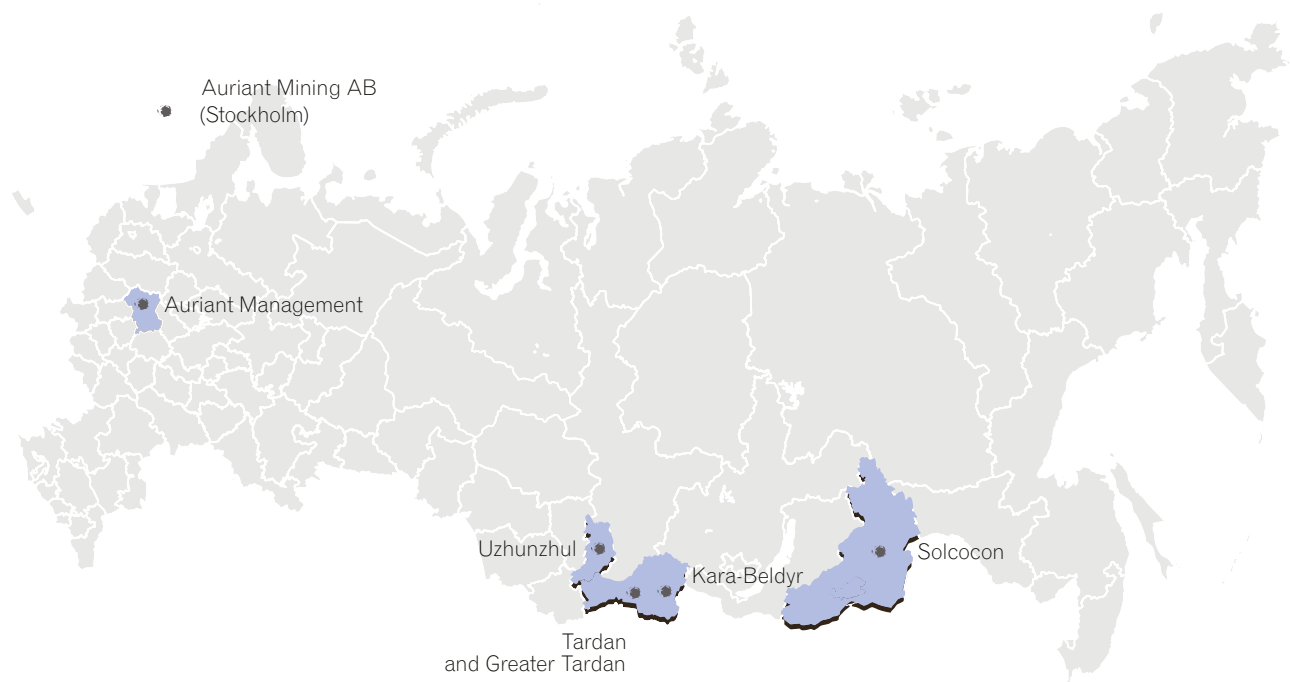 Auriant Mining AB
(Stockholm)
Auriant Management
Uzhunzhul
Solcocon
Kara-Beldyr
Tardan
and Greater Tardan